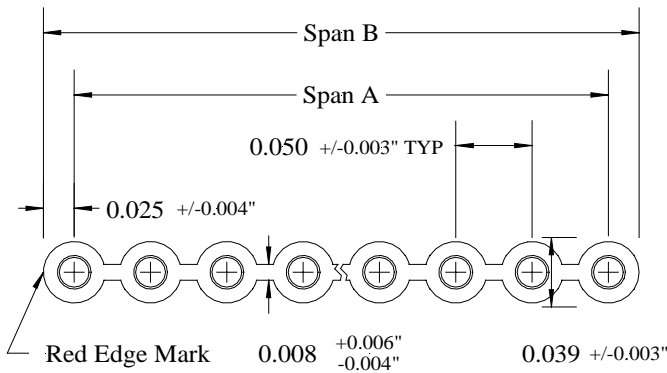 Span B
Span A
0.050 +/-0.003" TYP
0.025 +/-0.004"
Red Edge Mark
0.008 +0.006"
-0.004"
0.039 +/-0.003"